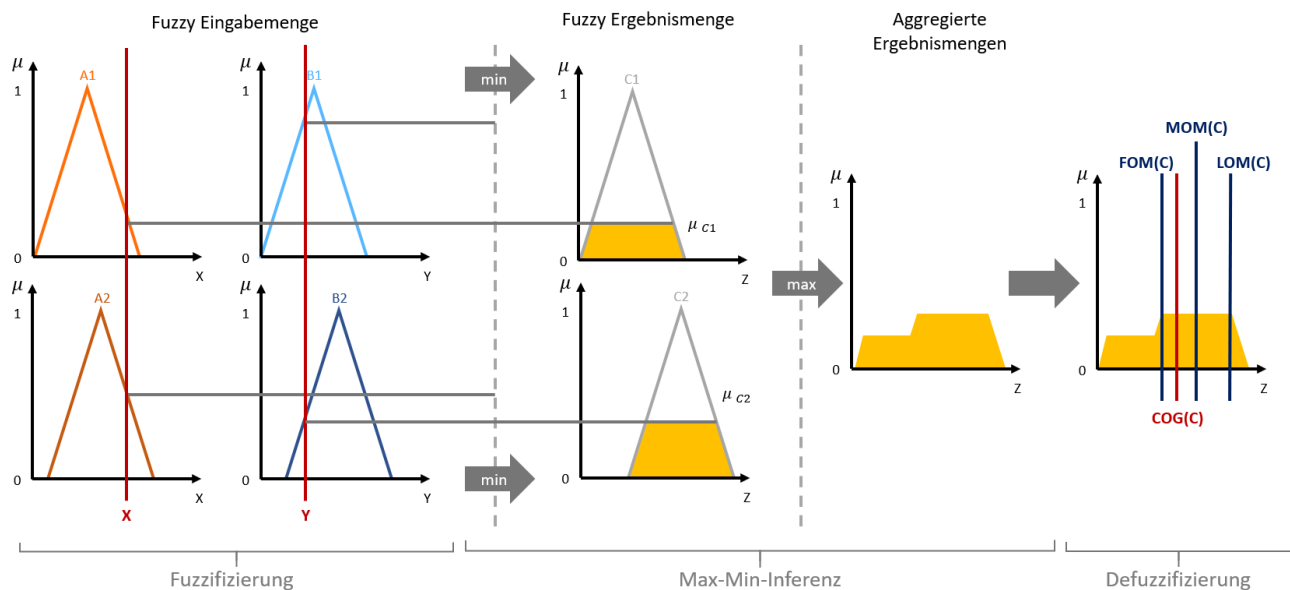 Fuzzy Eingabemenge
Fuzzy Ergebnismenge
Aggregierte
Ergebnismengen
μ
1
A1
0
X
μ
1
B1
0
Y
min
μ
1
C1
0
μ C1
Z
μ
1
A2
0
X
X
μ
1
B2
0
Y
Y
min
μ
1
C2
0
μ C2
Z
max
μ
1
0
Z
MOM(C)
FOM(C)
LOM(C)
μ
1
0
Z
COG(C)
Fuzzifizierung
Max-Min-Inferenz
Defuzzifizierung